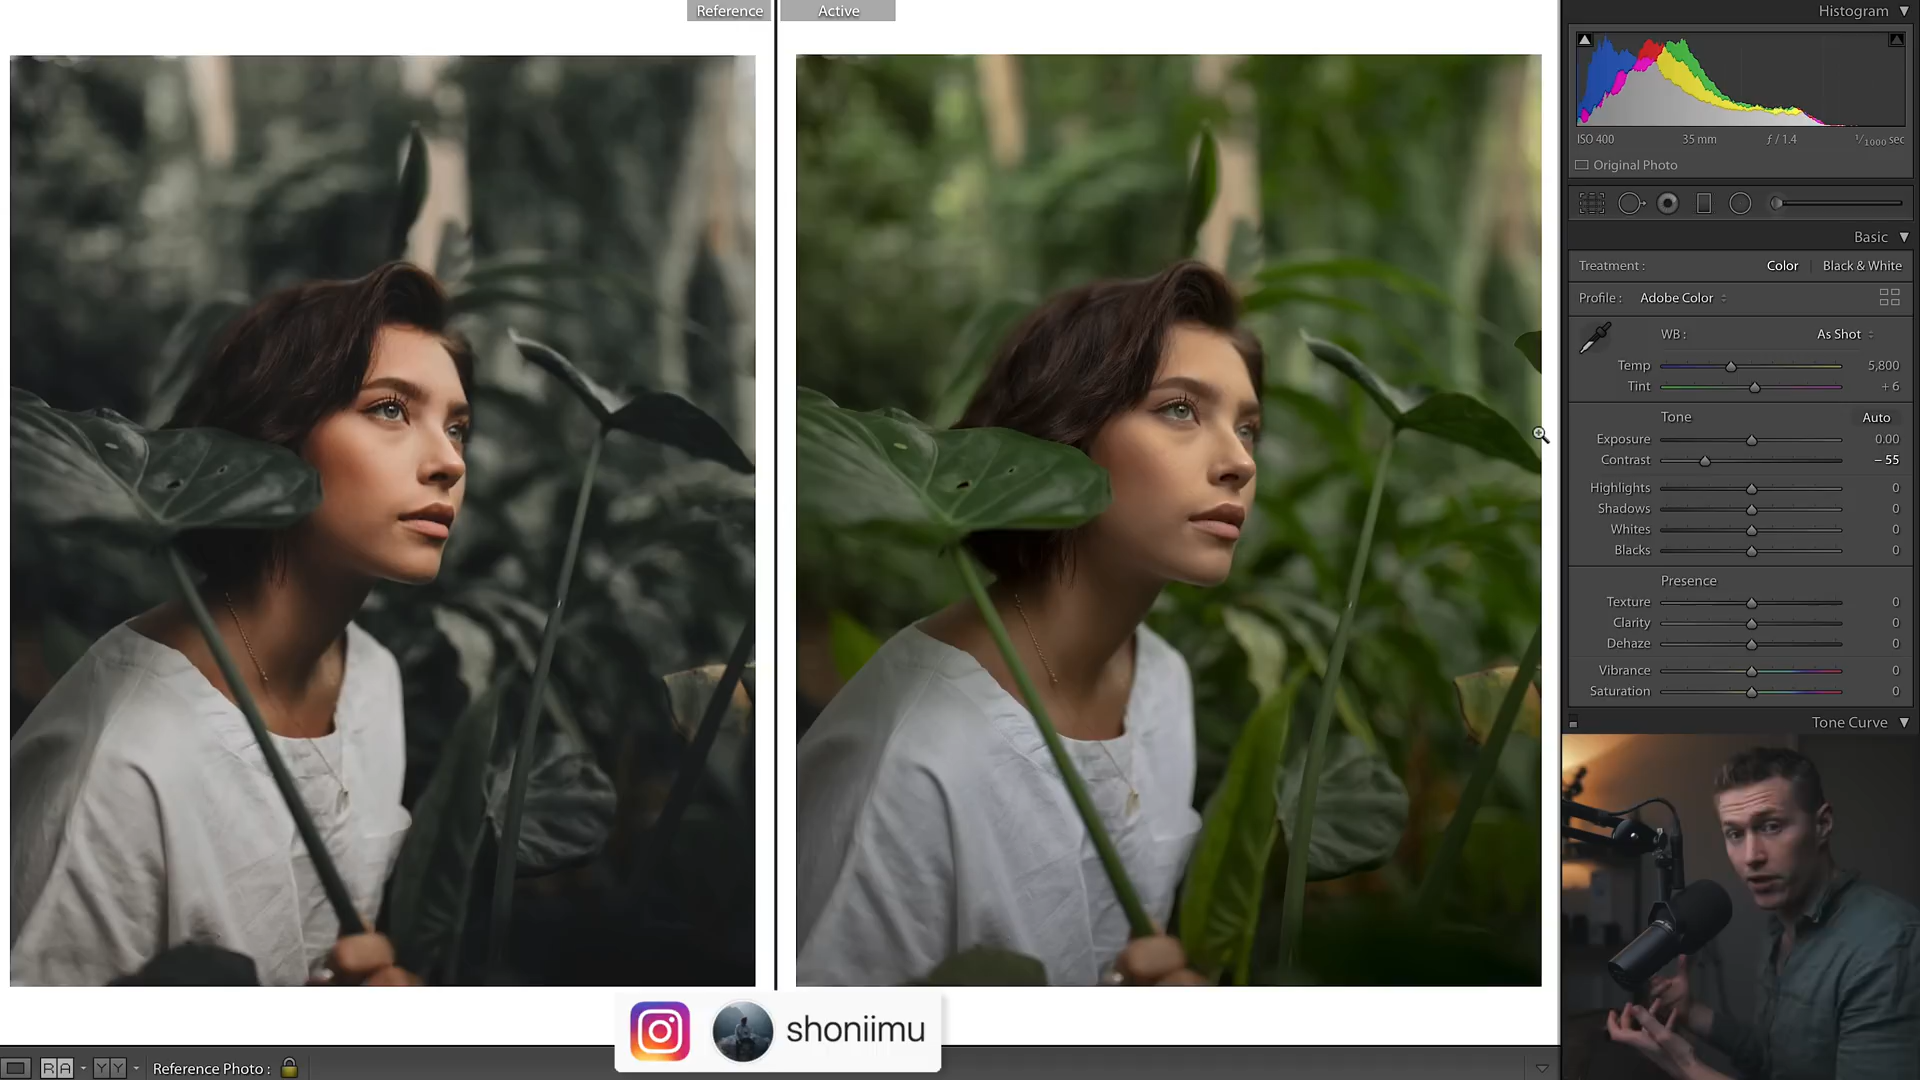 Reference
Active
Histogram
ISO 400 35 mm ƒ / 1.4 1/1000 sec
Original Photo
Basic
Treatment : Color Black & White
Profile : Adobe Color
WB : As Shot
Temp 5,800
Tint + 6
Tone Auto
Exposure 0.00
Contrast – 55
Highlights 0
Shadows 0
Whites 0
Blacks 0
Presence
Texture 0
Clarity 0
Dehaze 0
Vibrance 0
Saturation 0
Tone Curve
shoniimu
R A Y Y Reference Photo :